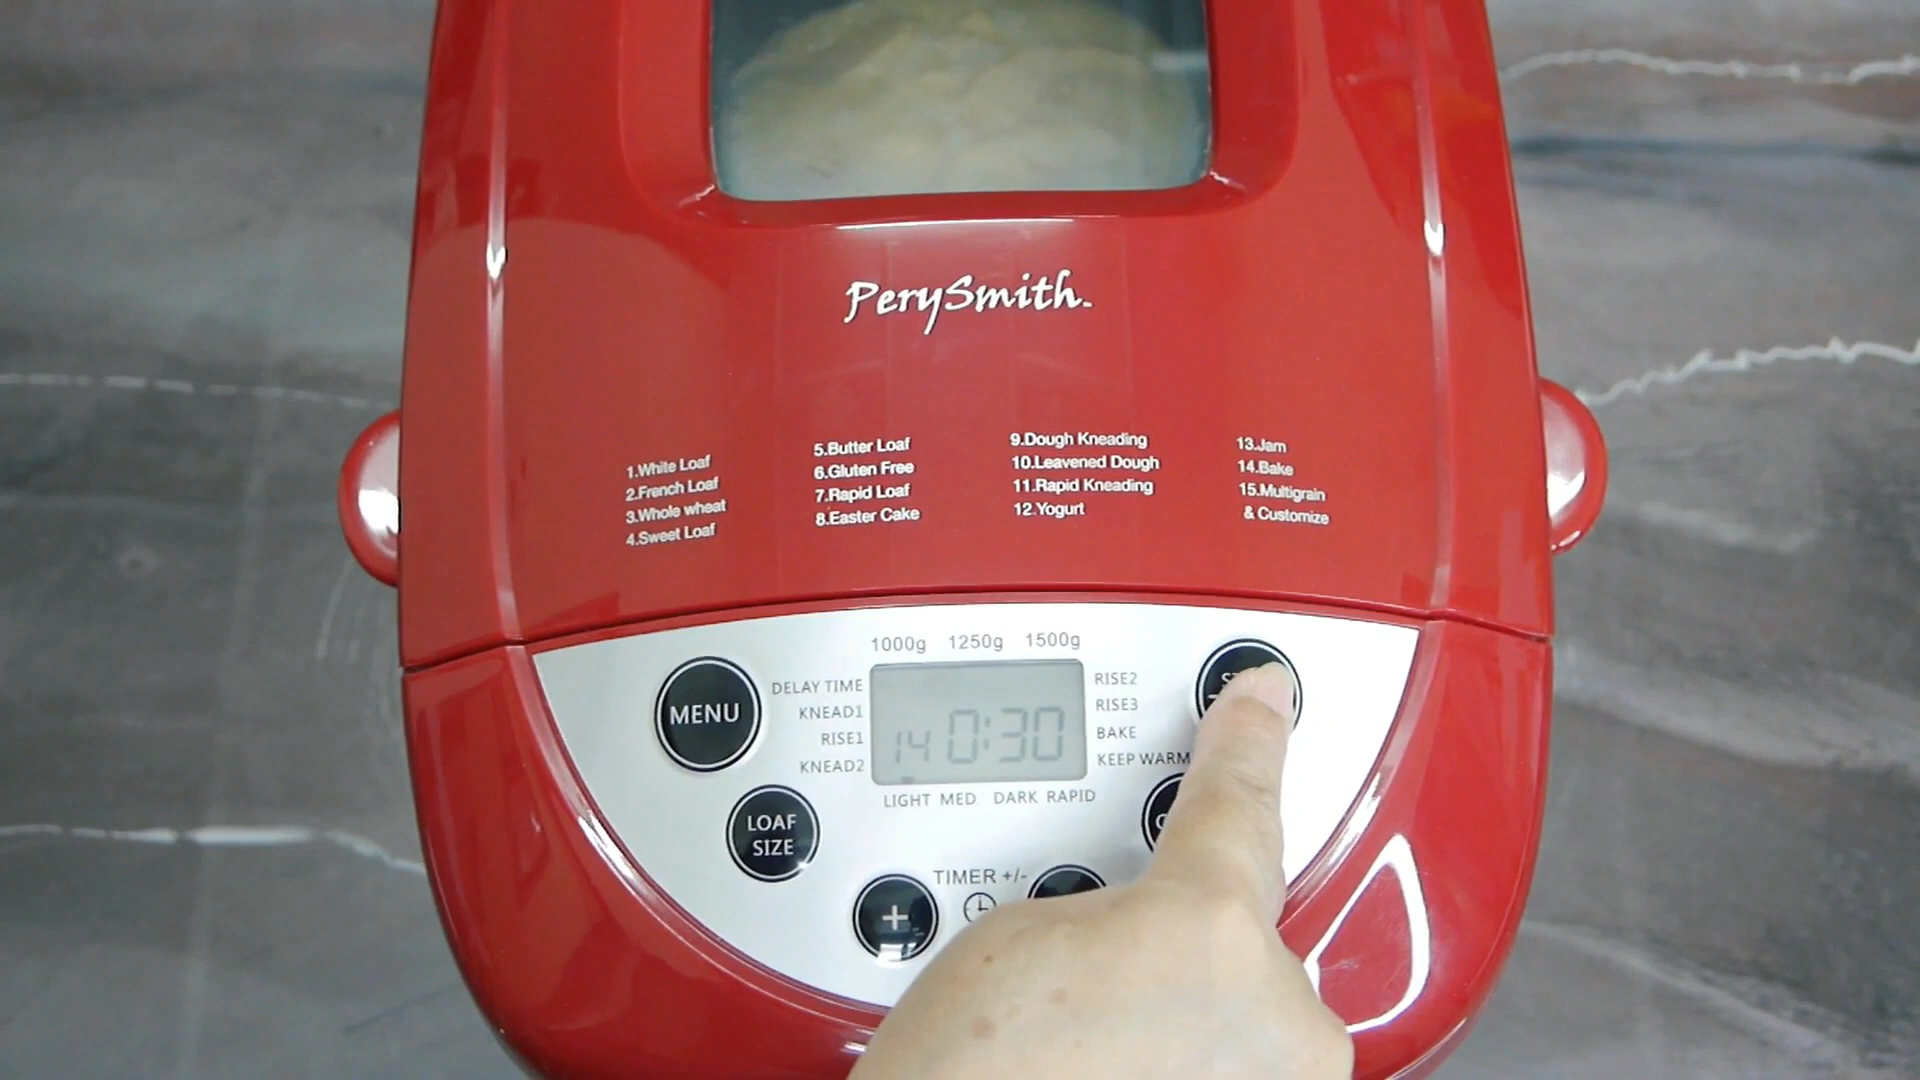 PerySmith
1.White Loaf
2.French Loaf
3.Whole wheat
4.Sweet Loaf
5.Butter Loaf
6.Gluten Free
7.Rapid Loaf
8.Easter Cake
9.Dough Kneading
10.Leavened Dough
11.Rapid Kneading
12.Yogurt
13.Jam
14.Bake
15.Multigrain
& Customize
1000g 1250g 1500g
MENU
DELAY TIME
KNEAD1
RISE1
KNEAD2
14 0:30
RISE2
RISE3
BAKE
KEEP WARM
LIGHT MED. DARK RAPID
LOAF
SIZE
TIMER +/-
+